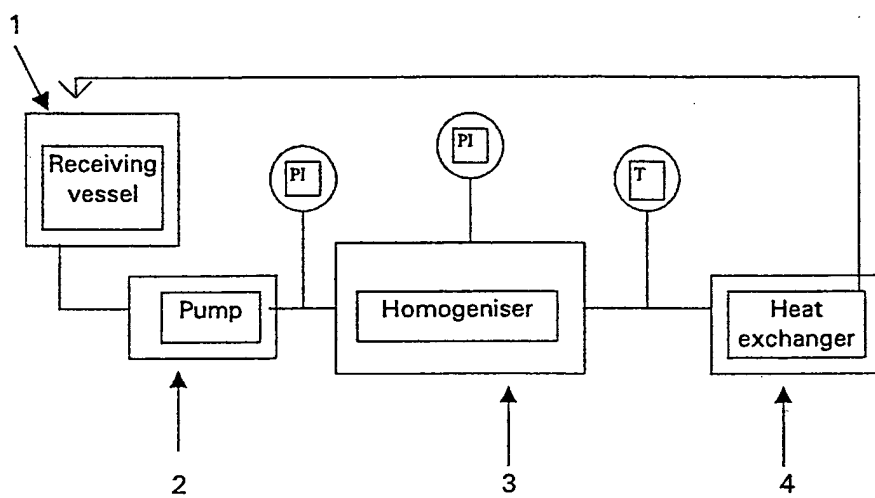 1
Receiving
vessel
PI
PI
T
Pump
Homogeniser
Heat
exchanger
2
3
4